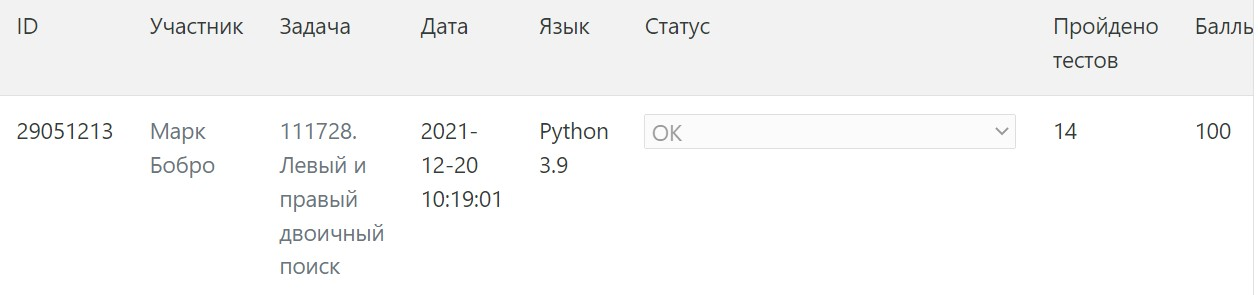 ID Участник Задача Дата Язык Статус Пройдено Баллы
тестов
29051213 Марк 111728. 2021- Python OK 14 100
Бобро Левый и 12-20 3.9
правый 10:19:01
двоичный
поиск